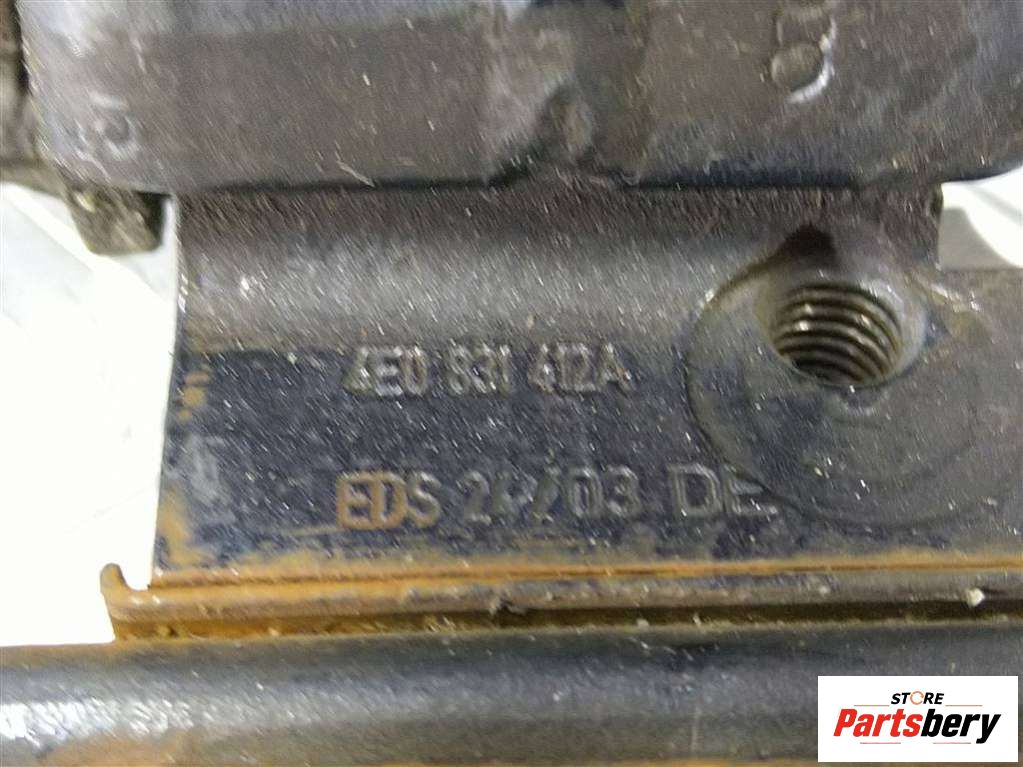 4E0 831 412A
EDS 24/03 DE
STORE
Partsbery